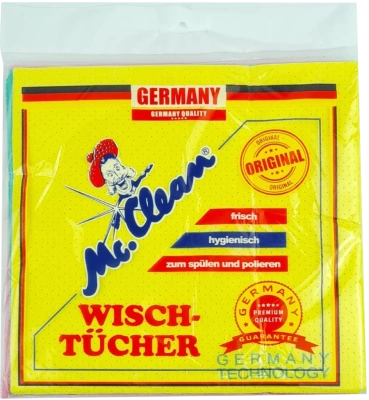 GERMANY
GERMANY QUALITY
ORIGINAL
ORIGINAL
ORIGINAL
Mc. Clean
frisch
hygienisch
zum spülen und polieren
WISCH-
TÜCHER
GERMANY
PREMIUM
QUALITY
GUARANTEE
GERMANY
TECHNOLOGY